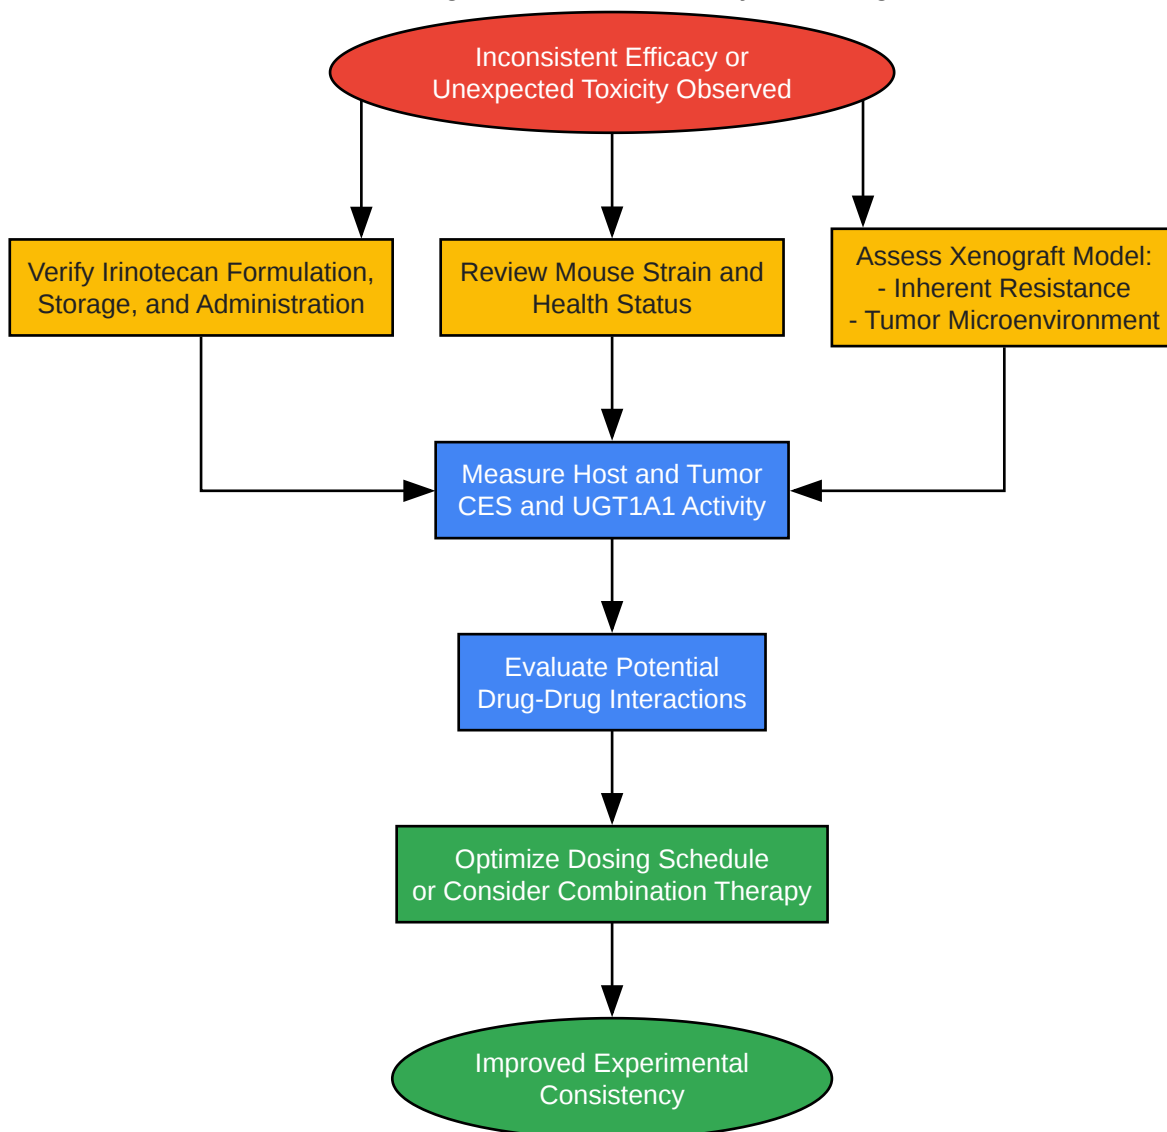 Inconsistent Efficacy or
Unexpected Toxicity Observed
Verify Irinotecan Formulation,
Storage, and Administration
Review Mouse Strain and
Health Status
Assess Xenograft Model:
- Inherent Resistance
- Tumor Microenvironment
Measure Host and Tumor
CES and UGT1A1 Activity
Evaluate Potential
Drug-Drug Interactions
Optimize Dosing Schedule
or Consider Combination Therapy
Improved Experimental
Consistency